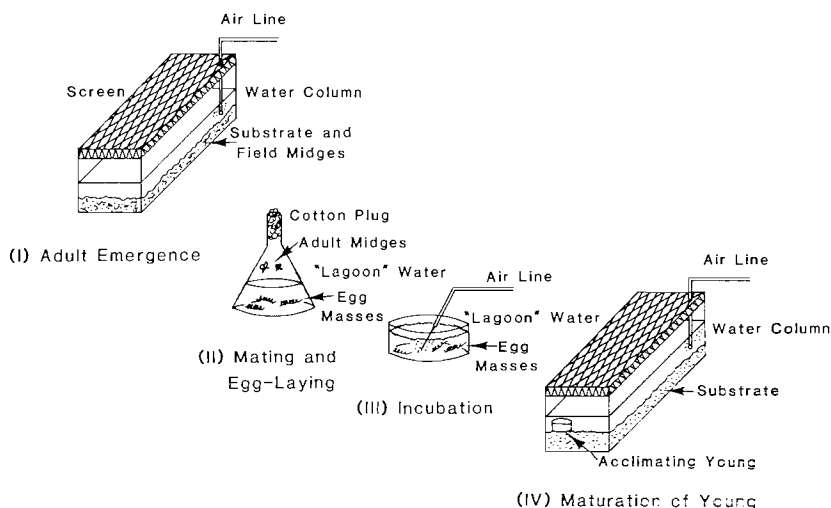 Air Line
Screen
Water Column
Substrate and
Field Midges
(I) Adult Emergence
Cotton Plug
Adult Midges
"Lagoon" Water
Egg
Masses
(II) Mating and
Egg-Laying
Air Line
"Lagoon" Water
Egg
Masses
(III) Incubation
Air Line
Water Column
Substrate
Acclimating Young
(IV) Maturation of Young